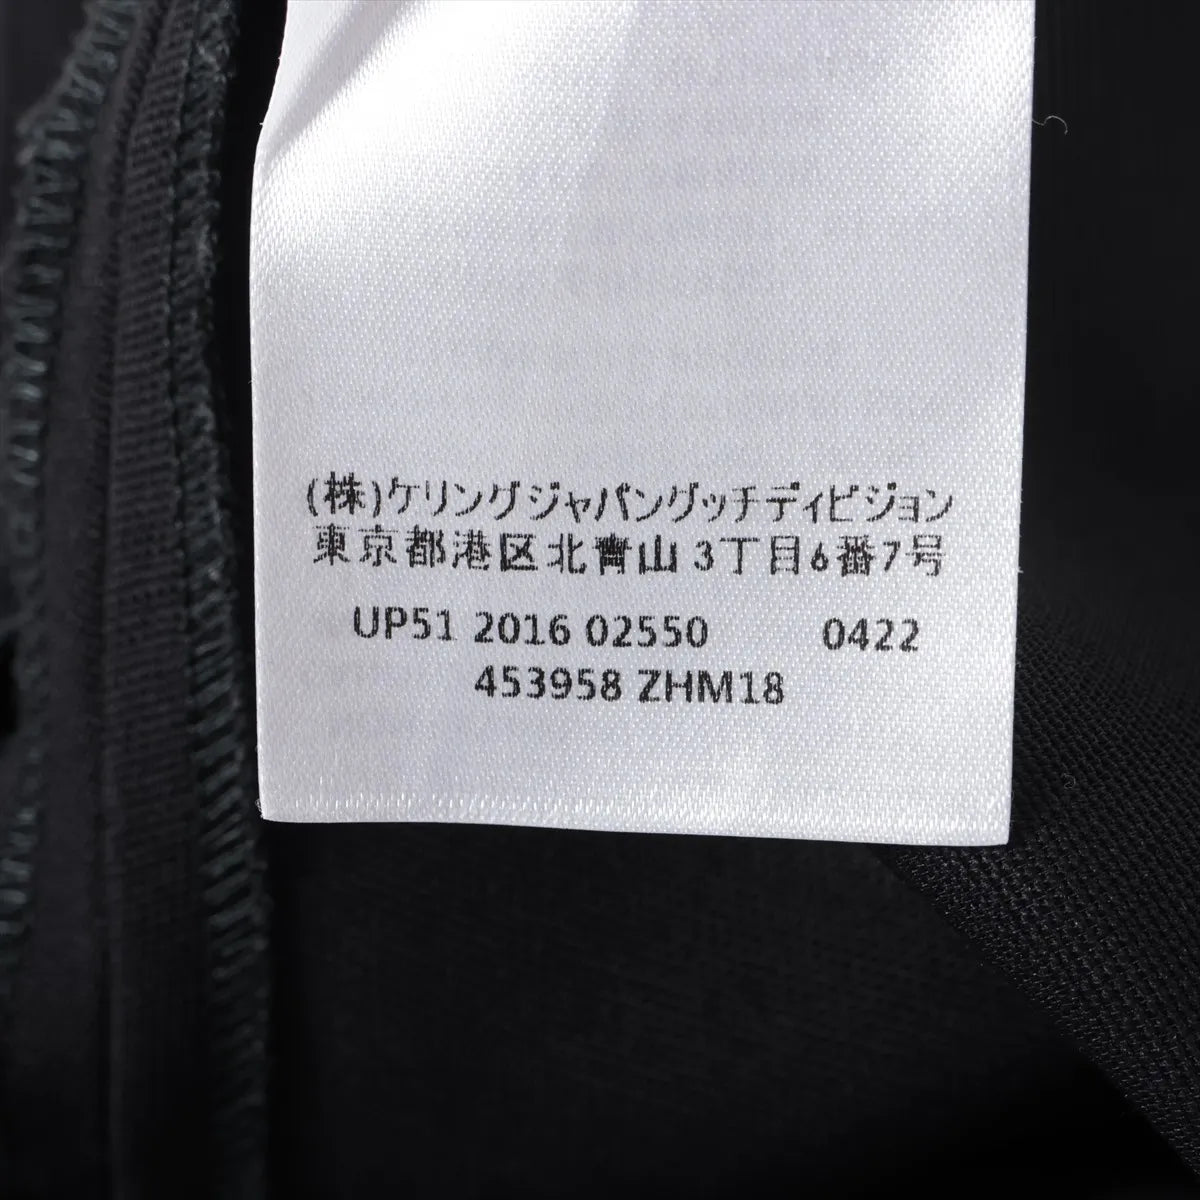 (株)ケリングジャパングッチディビジョン
東京都港区北青山 3丁目6番7号
UP51 2016 02550 0422
453958 ZHM18